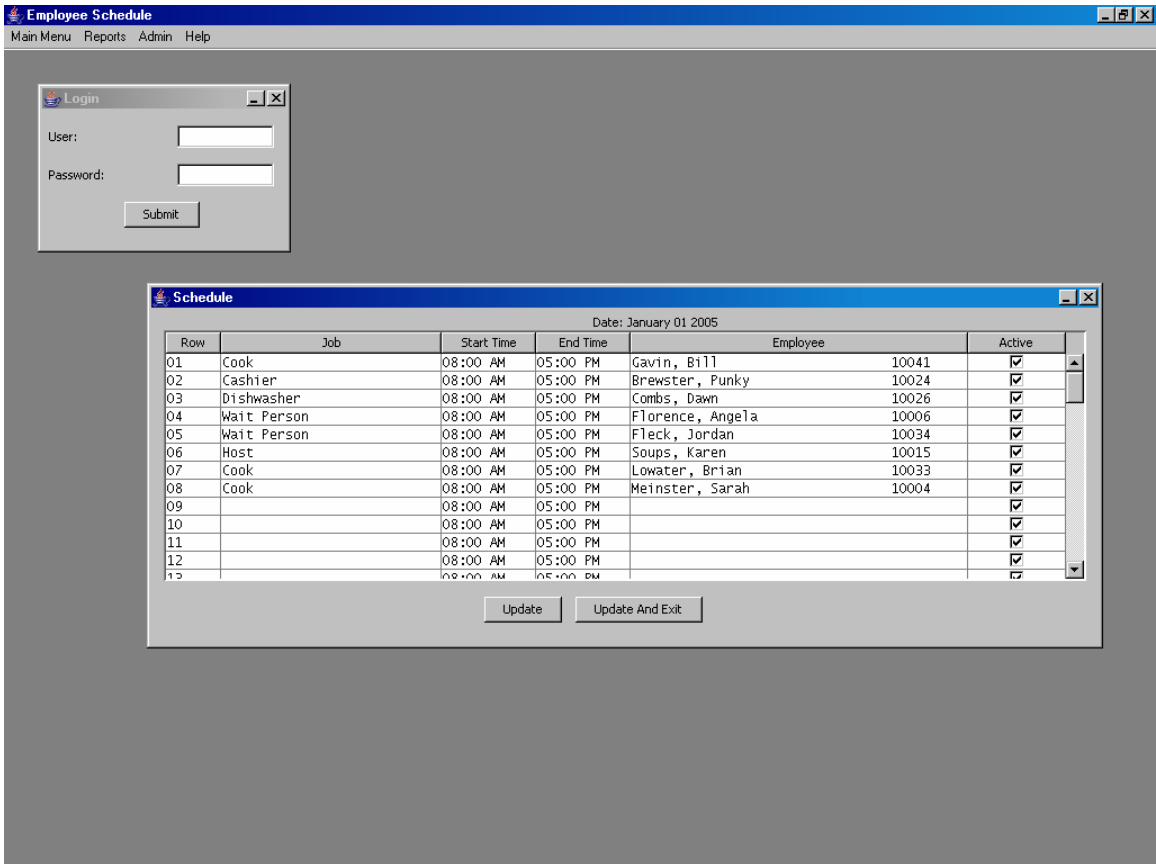 Employee Schedule
Main Menu Reports Admin Help
Login
User:
Password:
Submit
Schedule
Date: January 01 2005
Row Job Start Time End Time Employee Active
01 Cook 08:00 AM 05:00 PM Gavin, Bill 10041
02 Cashier 08:00 AM 05:00 PM Brewster, Punky 10024
03 Dishwasher 08:00 AM 05:00 PM Combs, Dawn 10026
04 Wait Person 08:00 AM 05:00 PM Florence, Angela 10006
05 Wait Person 08:00 AM 05:00 PM Fleck, Jordan 10034
06 Host 08:00 AM 05:00 PM Soups, Karen 10015
07 Cook 08:00 AM 05:00 PM Lowater, Brian 10033
08 Cook 08:00 AM 05:00 PM Meinster, Sarah 10004
09 08:00 AM 05:00 PM
10 08:00 AM 05:00 PM
11 08:00 AM 05:00 PM
12 08:00 AM 05:00 PM
13 08:00 AM 05:00 PM
Update Update And Exit